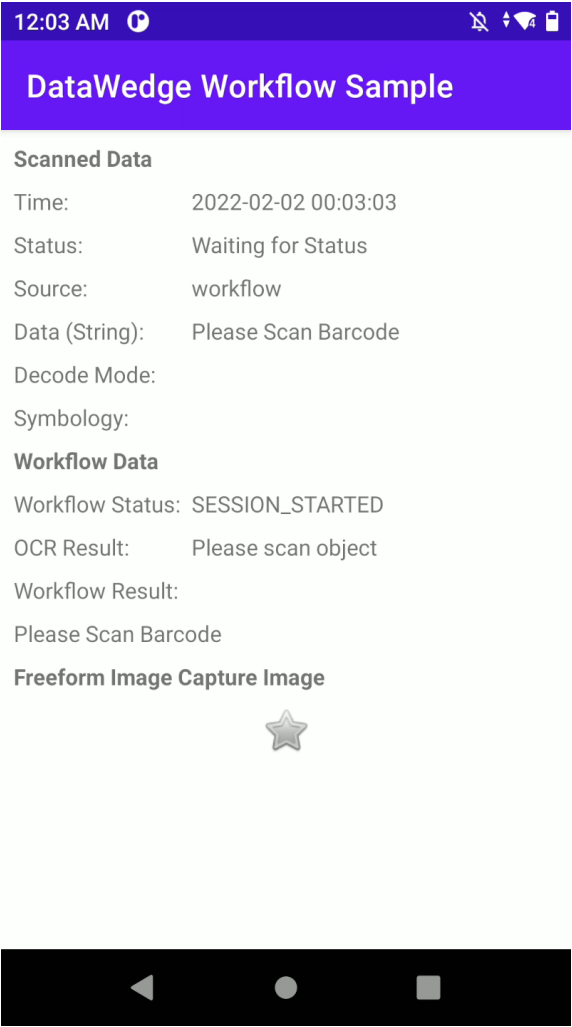 12:03 AM
4
DataWedge Workflow Sample
Scanned Data
Time: 2022-02-02 00:03:03
Status: Waiting for Status
Source: workflow
Data (String): Please Scan Barcode
Decode Mode:
Symbology:
Workflow Data
Workflow Status: SESSION_STARTED
OCR Result: Please scan object
Workflow Result:
Please Scan Barcode
Freeform Image Capture Image